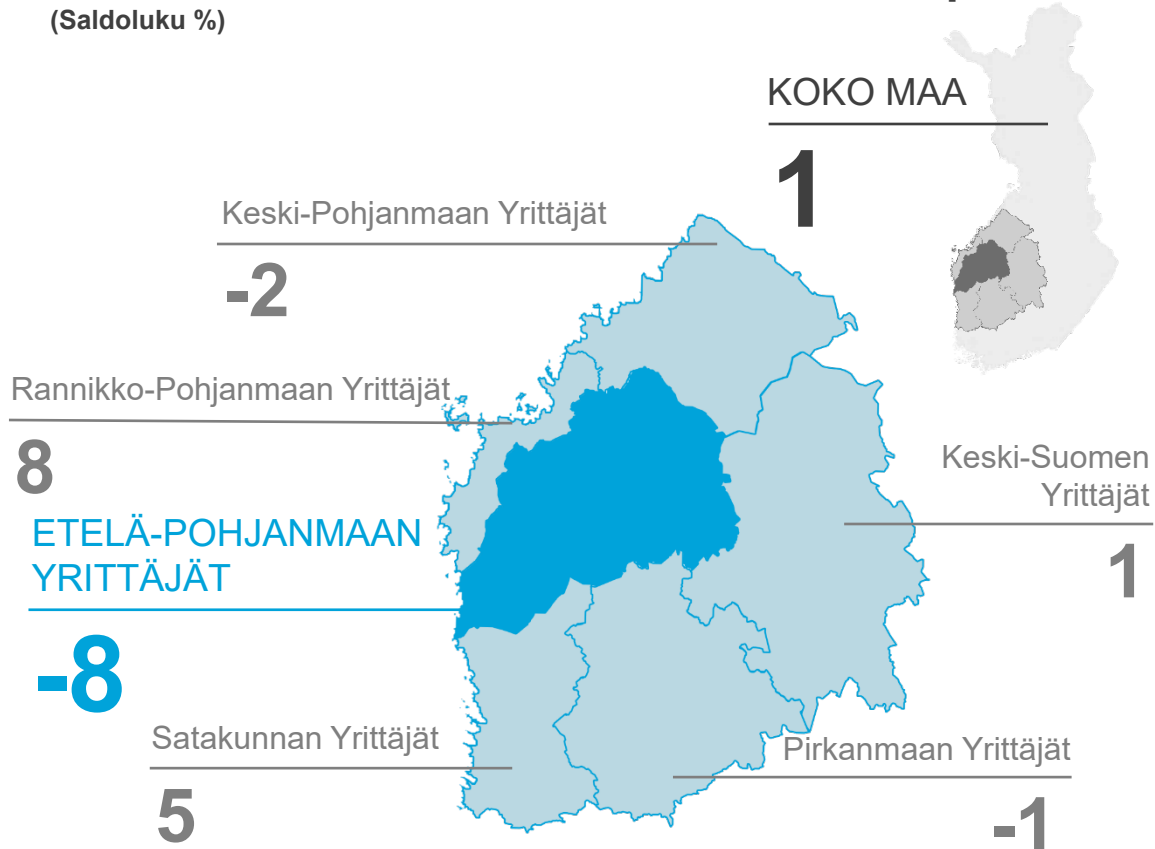 (Saldoluku %)
KOKO MAA
1
Keski-Pohjanmaan Yrittäjät
-2
Rannikko-Pohjanmaan Yrittäjät
8
Keski-Suomen
Yrittäjät
1
ETELÄ-POHJANMAAN
YRITTÄJÄT
-8
Satakunnan Yrittäjät
5
Pirkanmaan Yrittäjät
-1